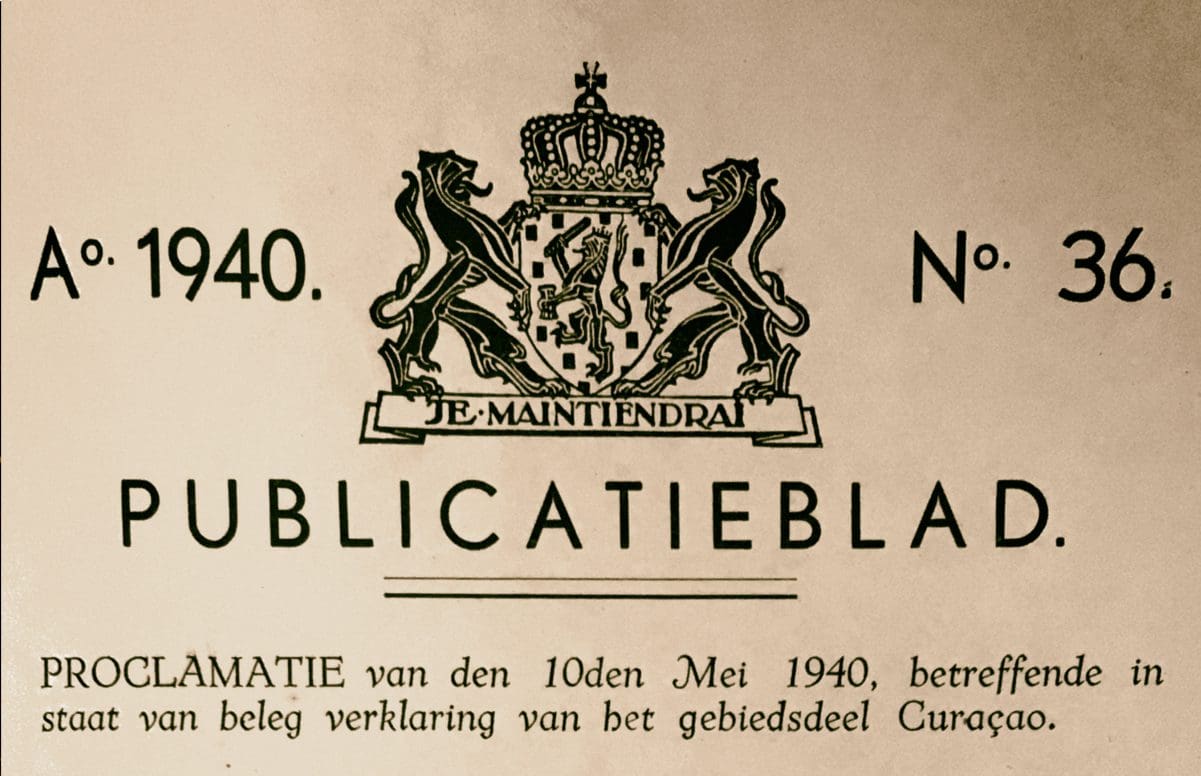 Aº. 1940.
Nº. 36.
JE·MAINTIENDRAI
PUBLICATIEBLAD.
PROCLAMATIE van den 10den Mei 1940, betreffende in
staat van beleg verklaring van het gebiedsdeel Curaçao.